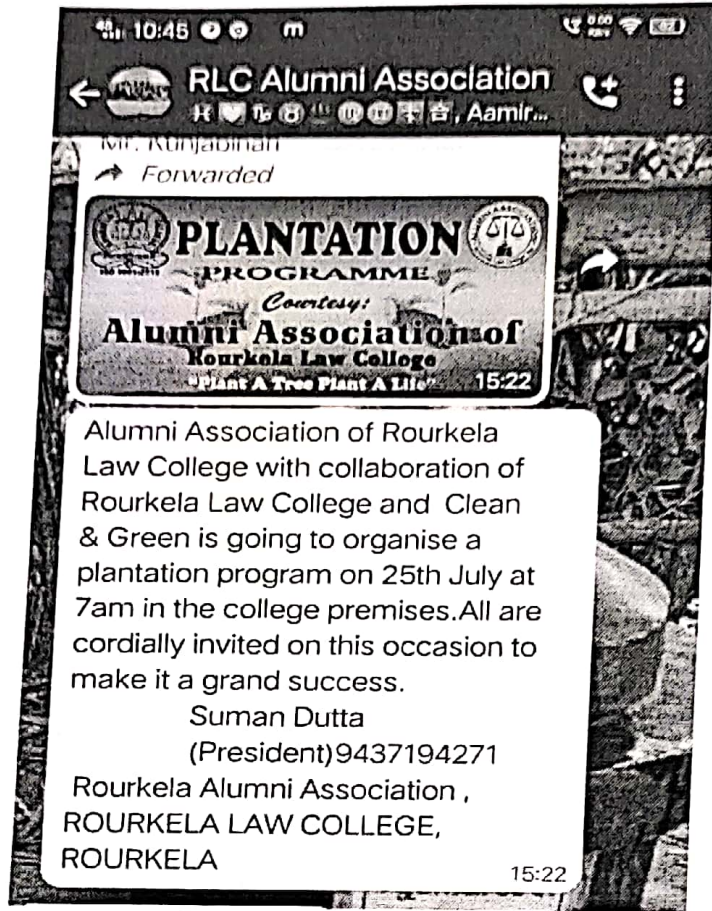 10:45 m
RLC Alumni Association
Aamir...
Mr. Kunjabihari
Forwarded
PLANTATION
PROGRAMME
Courtesy:
Alumni Association of
Rourkela Law College
"Plant A Tree Plant A Life" 15:22
Alumni Association of Rourkela
Law College with collaboration of
Rourkela Law College and Clean
& Green is going to organise a
plantation program on 25th July at
7am in the college premises.All are
cordially invited on this occasion to
make it a grand success.
Suman Dutta
(President)9437194271
Rourkela Alumni Association ,
ROURKELA LAW COLLEGE,
ROURKELA
15:22